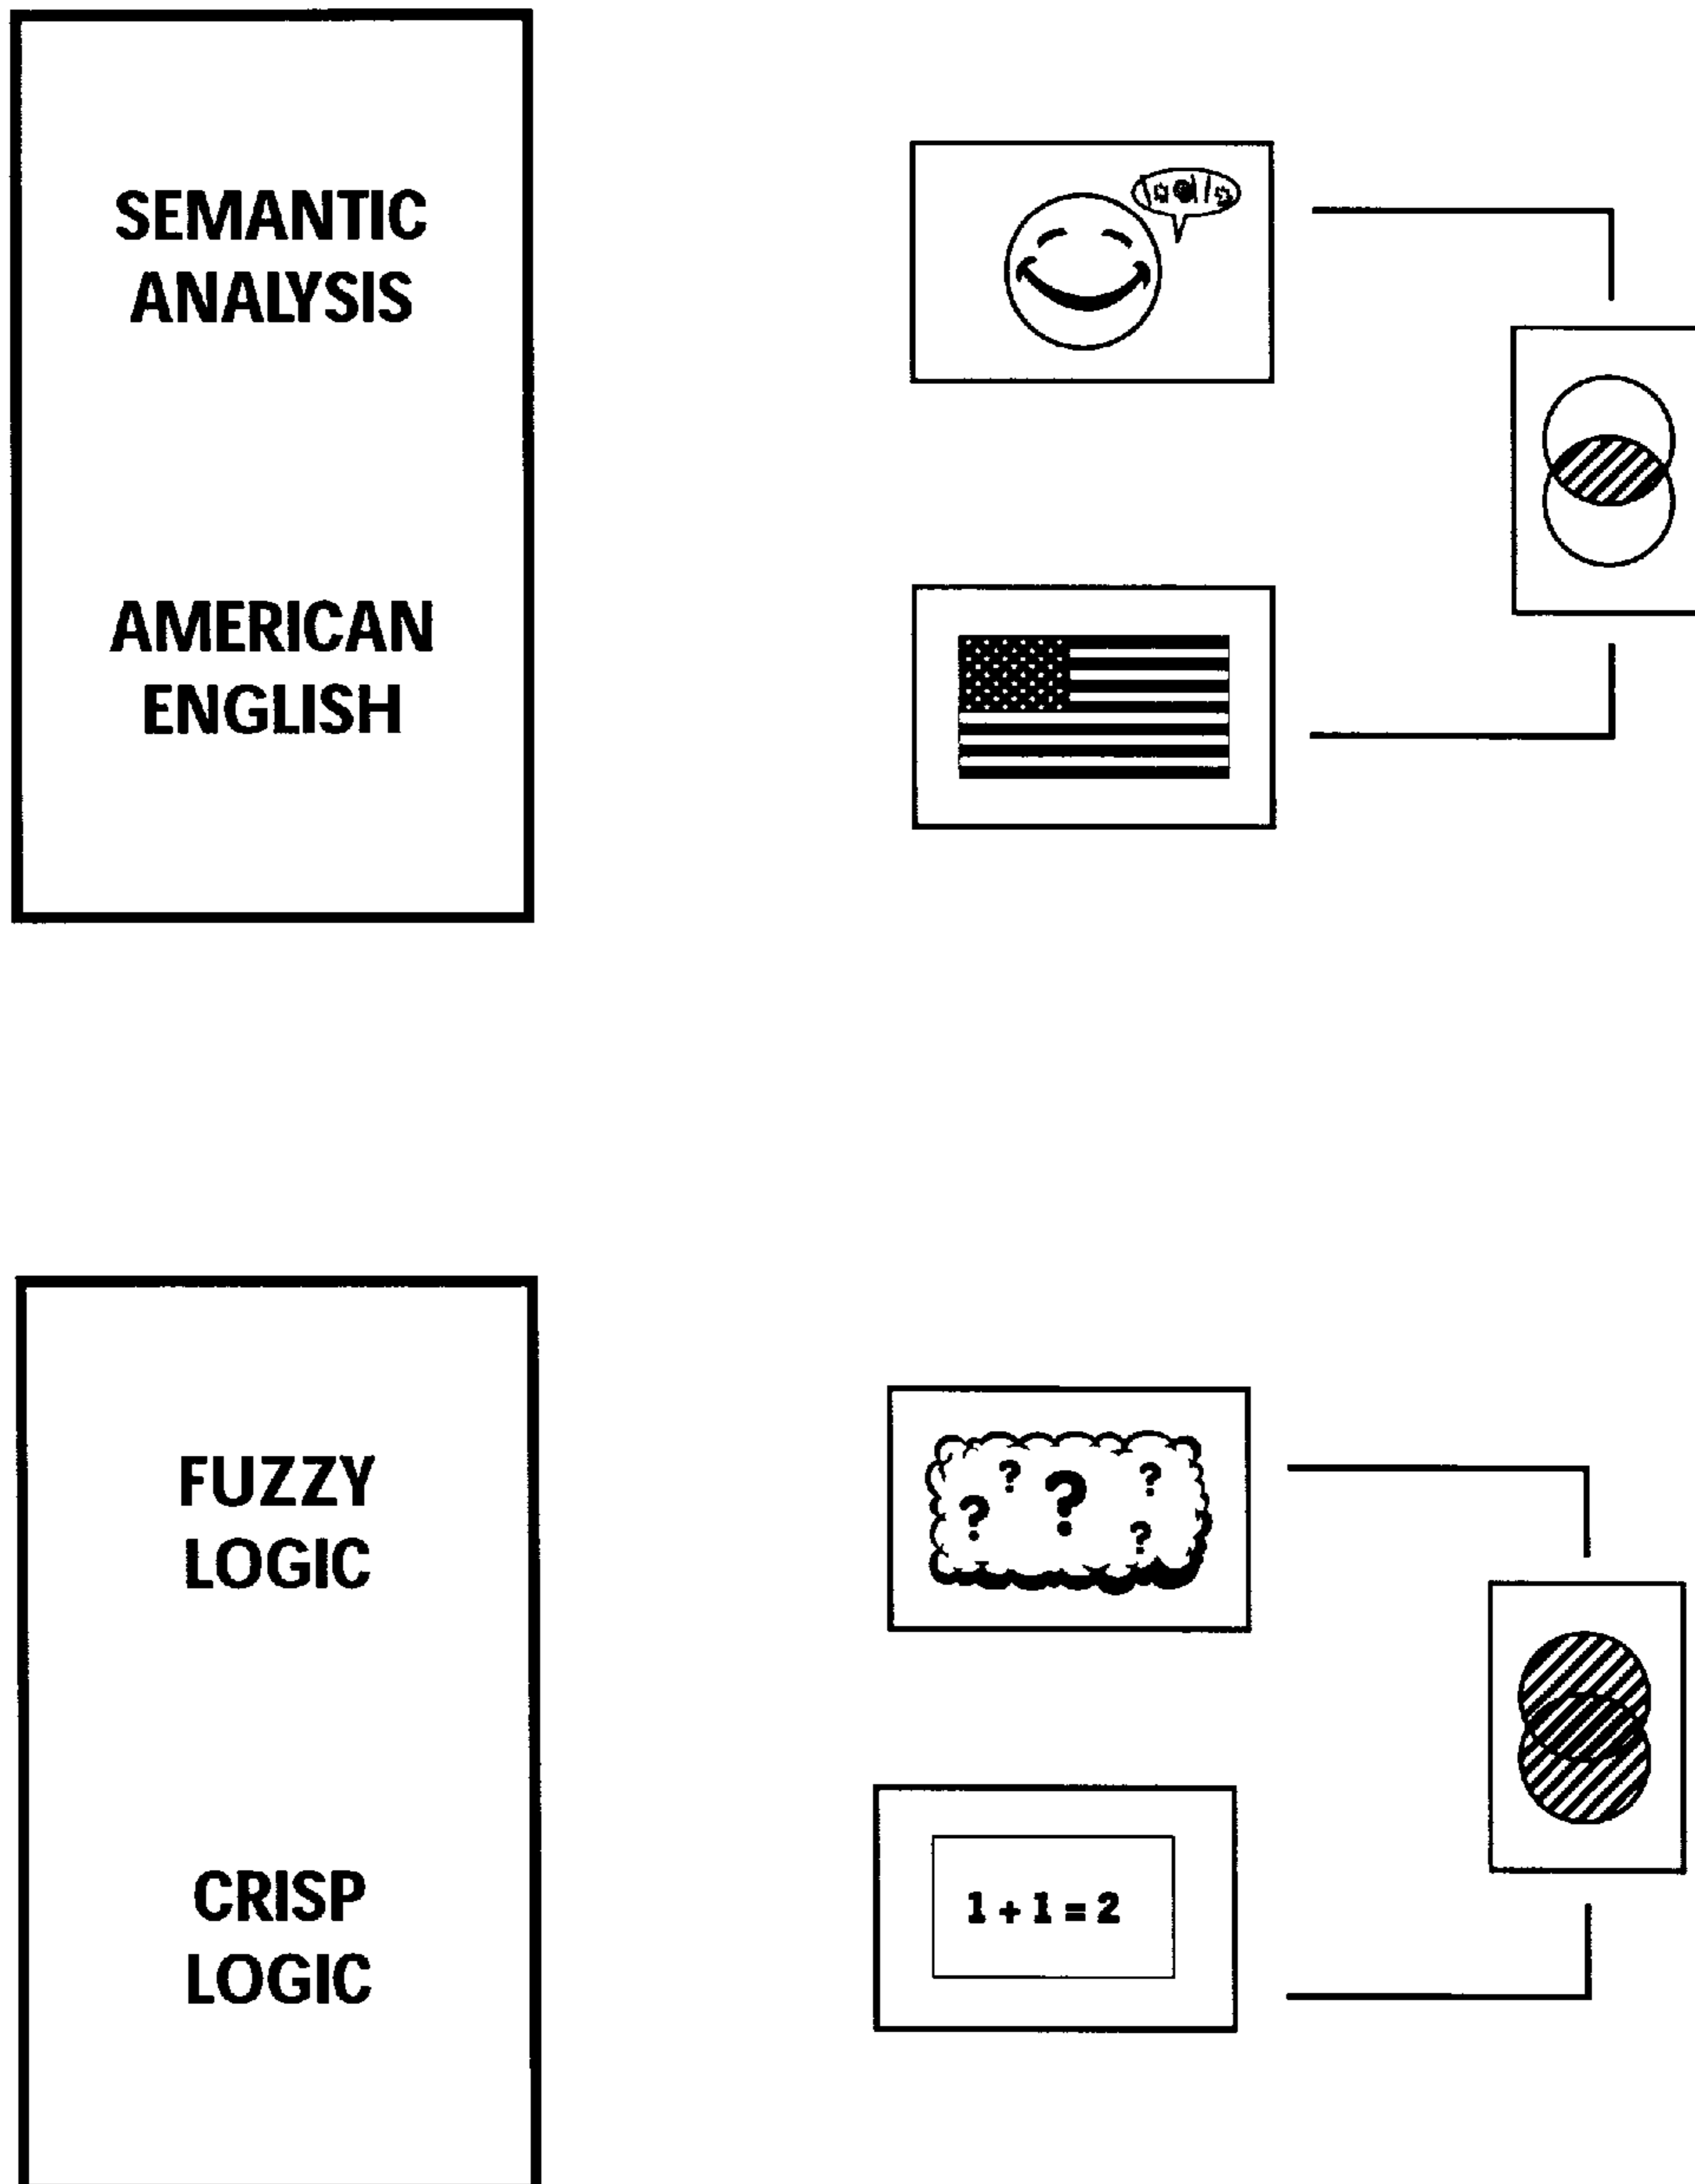 SEMANTIC
ANALYSIS
AMERICAN
ENGLISH
FUZZY
LOGIC
? ? ? ? ?
CRISP
LOGIC
1 + 1 = 2